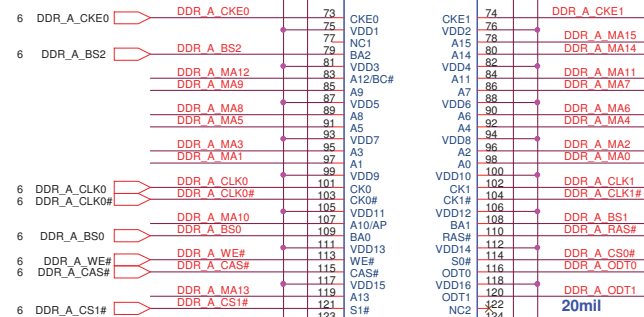 6 DDR_A_CKE0 DDR_A_CKE0 73 CKE0 CKE1 74 DDR_A_CKE1
75 VDD1 VDD2 76
77 NC1 A15 78 DDR_A_MA15
6 DDR_A_BS2 DDR_A_BS2 79 BA2 A14 80 DDR_A_MA14
81 VDD3 VDD4 82
DDR_A_MA12 83 A12/BC# A11 84 DDR_A_MA11
DDR_A_MA9 85 A9 A7 86 DDR_A_MA7
87 VDD5 VDD6 88
DDR_A_MA8 89 A8 A6 90 DDR_A_MA6
DDR_A_MA5 91 A5 A4 92 DDR_A_MA4
93 VDD7 VDD8 94
DDR_A_MA3 95 A3 A2 96 DDR_A_MA2
DDR_A_MA1 97 A1 A0 98 DDR_A_MA0
99 VDD9 VDD10 100
6 DDR_A_CLK0 DDR_A_CLK0 101 CK0 CK1 102 DDR_A_CLK1
6 DDR_A_CLK0# DDR_A_CLK0# 103 CK0# CK1# 104 DDR_A_CLK1#
105 VDD11 VDD12 106
DDR_A_MA10 107 A10/AP BA1 108 DDR_A_BS1
6 DDR_A_BS0 DDR_A_BS0 109 BA0 RAS# 110 DDR_A_RAS#
111 VDD13 VDD14 112
6 DDR_A_WE# DDR_A_WE# 113 WE# S0# 114 DDR_A_CS0#
6 DDR_A_CAS# DDR_A_CAS# 115 CAS# ODT0 116 DDR_A_ODT0
117 VDD15 VDD16 118
DDR_A_MA13 119 A13 ODT1 120 DDR_A_ODT1
6 DDR_A_CS1# DDR_A_CS1# 121 S1# NC2 122 20mil
123 124